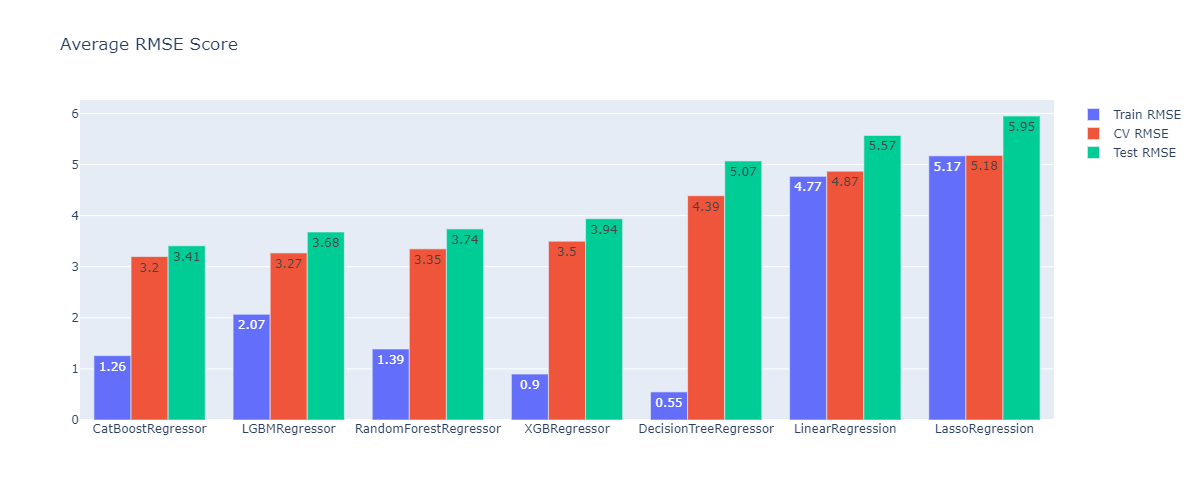 Average RMSE Score
Train RMSE
CV RMSE
Test RMSE
6
5
4
3
2
1
0
1.26
3.2
3.41
2.07
3.27
3.68
1.39
3.35
3.74
0.9
3.5
3.94
0.55
4.39
5.07
4.77
4.87
5.57
5.17
5.18
5.95
CatBoostRegressor
LGBMRegressor
RandomForestRegressor
XGBRegressor
DecisionTreeRegressor
LinearRegression
LassoRegression